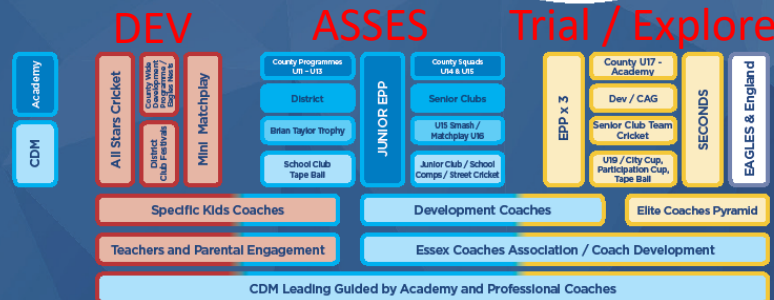 DEV
ASSES
Trial / Explore
Academy
CDM
All Stars Cricket
County Wide
Development
Programme /
Eagles Nests
District
Club Festivals
Mini Matchplay
County Programmes
U11 – U13
District
Brian Taylor Trophy
School Club
Tape Ball
JUNIOR EPP
County Squads
U14 & U15
Senior Clubs
U15 Smash /
Matchplay U16
Junior Club / School
Comps / Street Cricket
EPP x 3
County U17 -
Academy
Dev / CAG
Senior Club Team
Cricket
U19 / City Cup,
Participation Cup,
Tape Ball
SECONDS
EAGLES & England
Specific Kids Coaches
Development Coaches
Elite Coaches Pyramid
Teachers and Parental Engagement
Essex Coaches Association / Coach Development
CDM Leading Guided by Academy and Professional Coaches